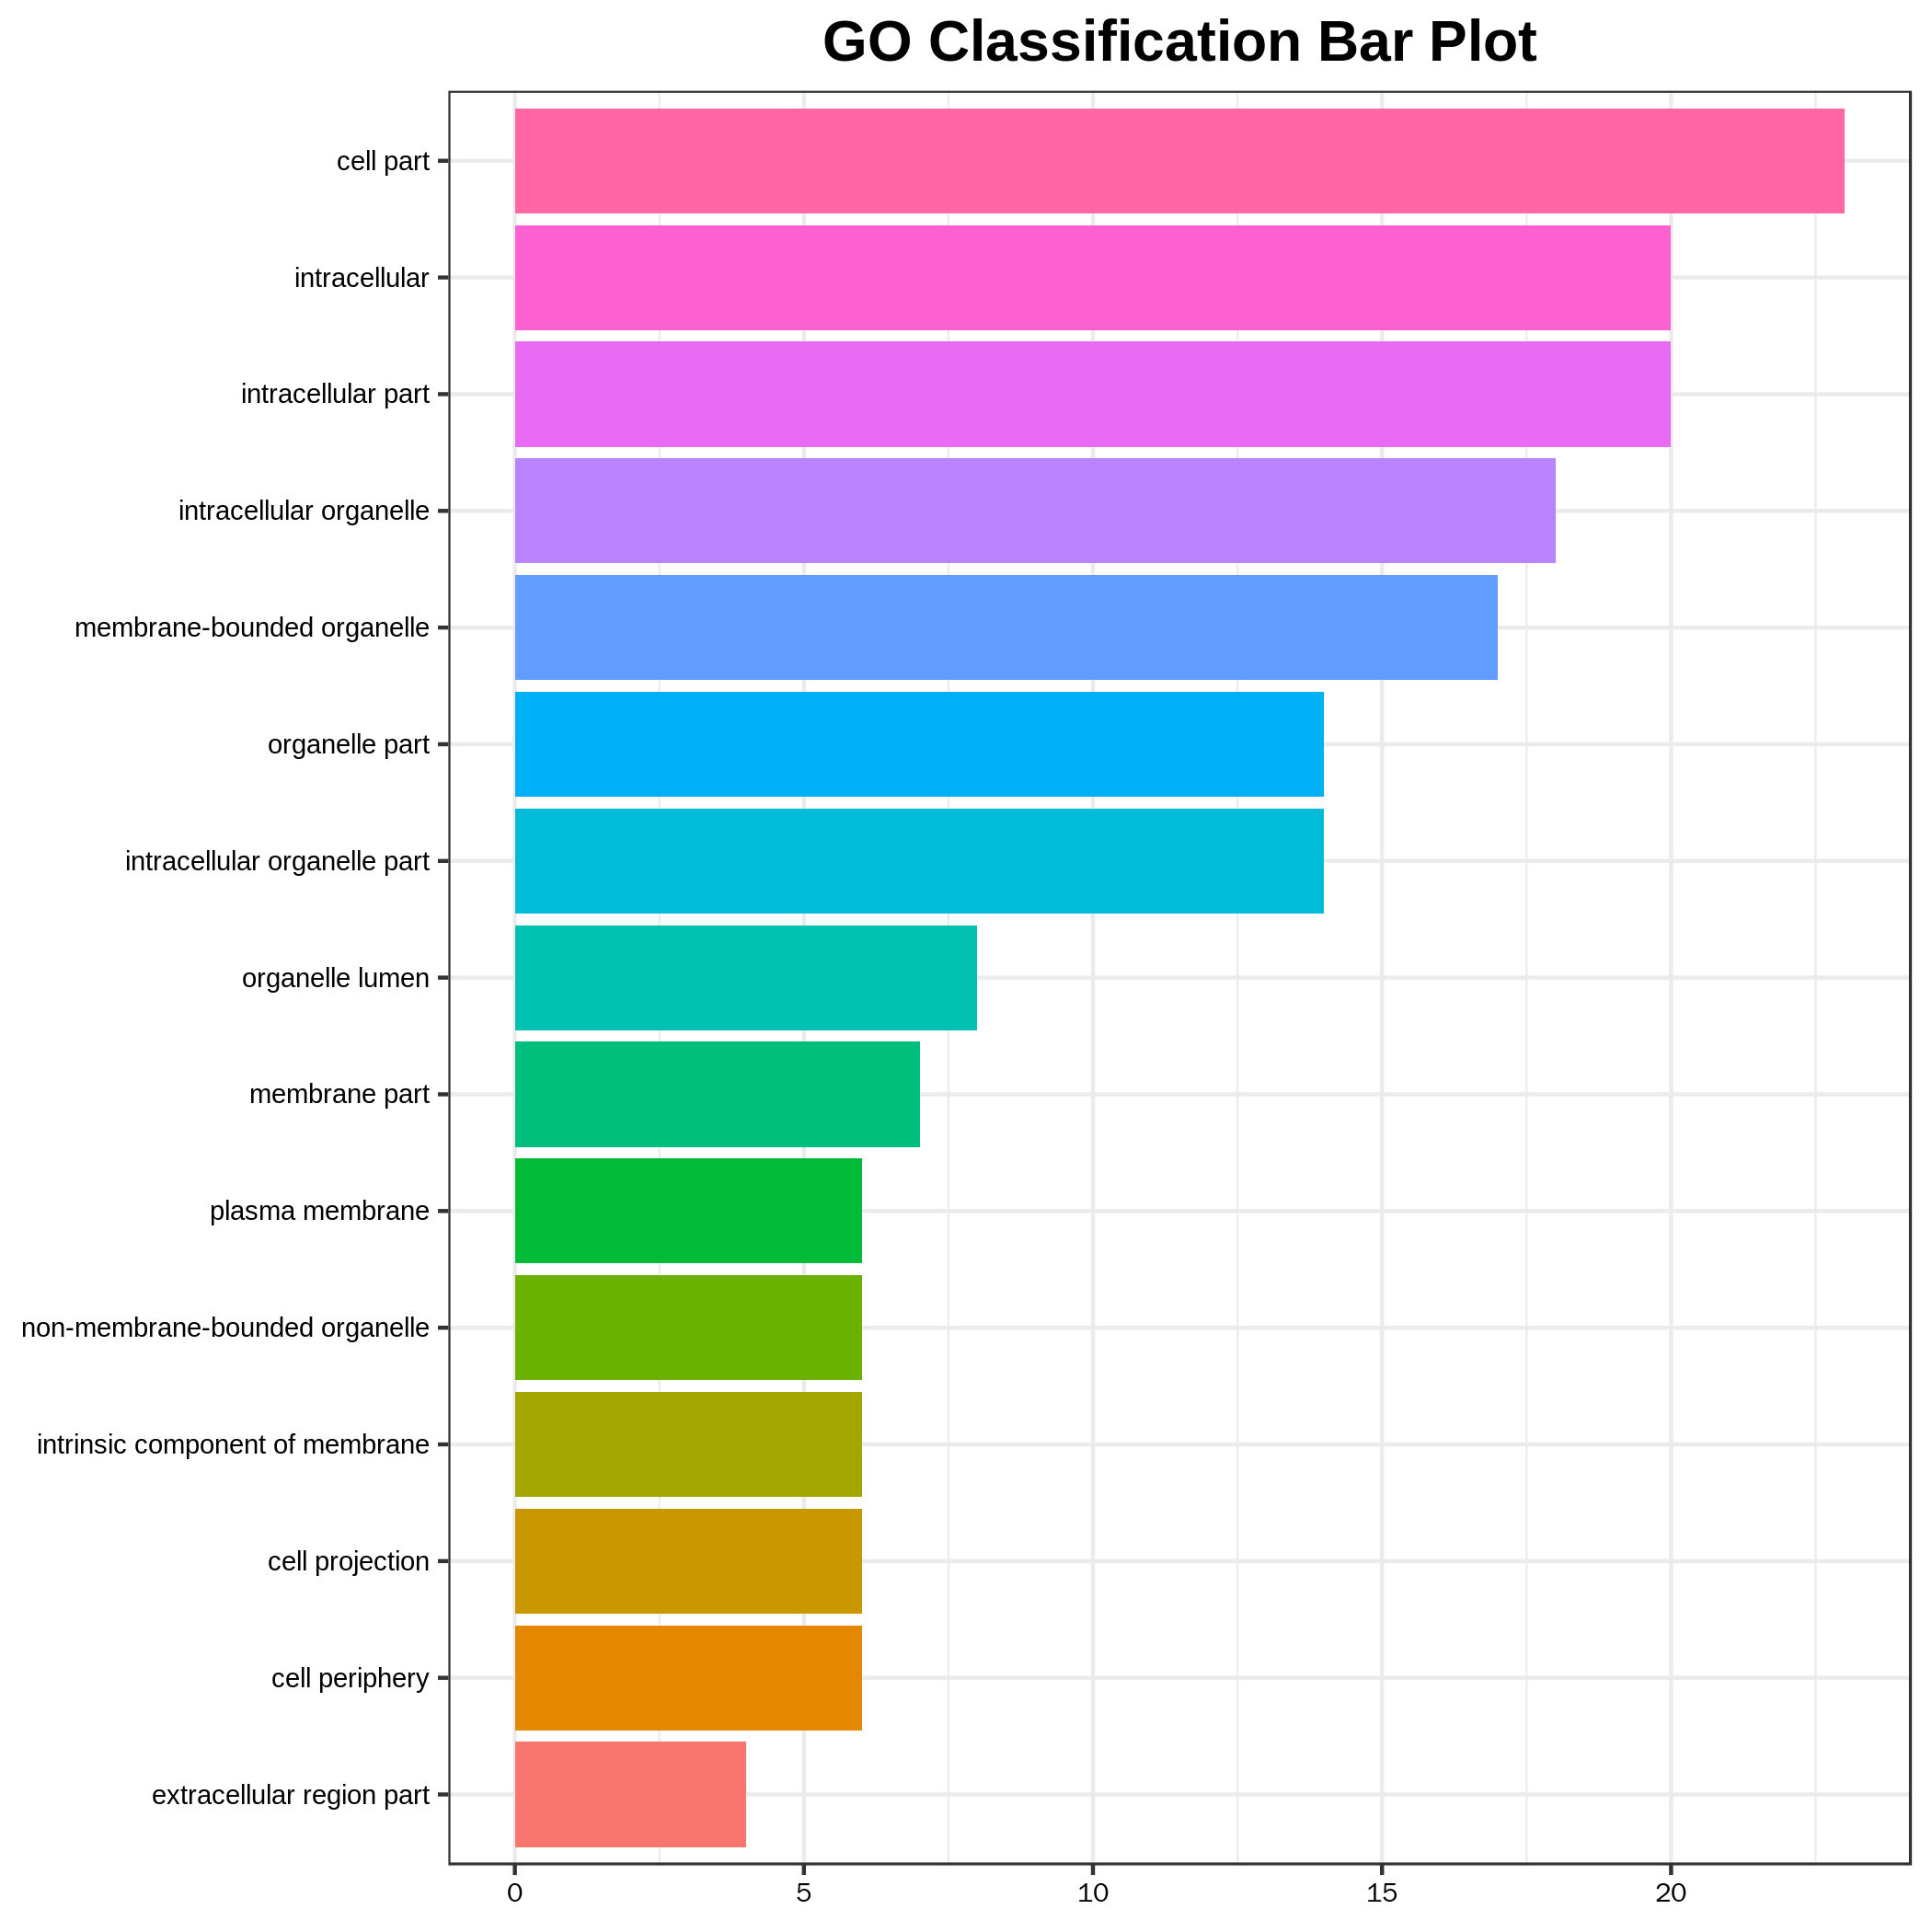 GO Classification Bar Plot
cell part
intracellular
intracellular part
intracellular organelle
membrane-bounded organelle
organelle part
intracellular organelle part
organelle lumen
membrane part
plasma membrane
non-membrane-bounded organelle
intrinsic component of membrane
cell projection
cell periphery
extracellular region part
0 5 10 15 20